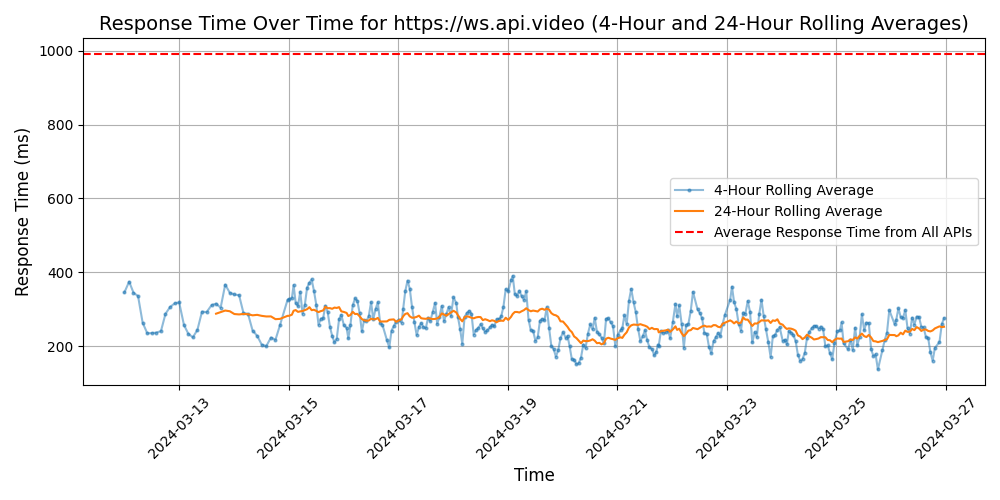 Response Time Over Time for https://ws.api.video (4-Hour and 24-Hour Rolling Averages)
Response Time (ms)
1000
800
600
400
200
4-Hour Rolling Average
24-Hour Rolling Average
Average Response Time from All APIs
2024-03-13
2024-03-15
2024-03-17
2024-03-19
2024-03-21
2024-03-23
2024-03-25
2024-03-27
Time